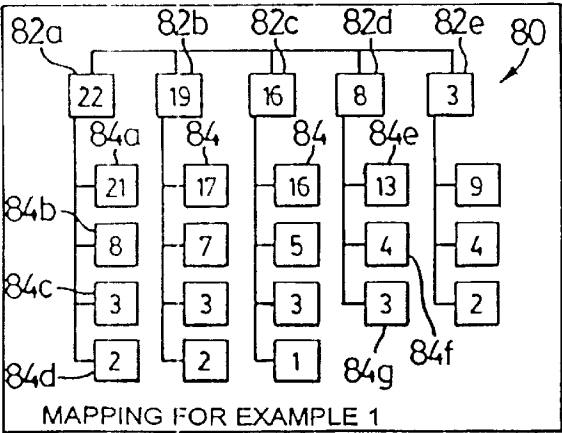 82a 82b 82c 82d 82e 80
22 19 16 8 3
84a 84 84 84e
21 17 16 13 9
84b
8 7 5 4 4
84c
3 3 3 3 2
84f
84d 2 2 1 84g
MAPPING FOR EXAMPLE 1